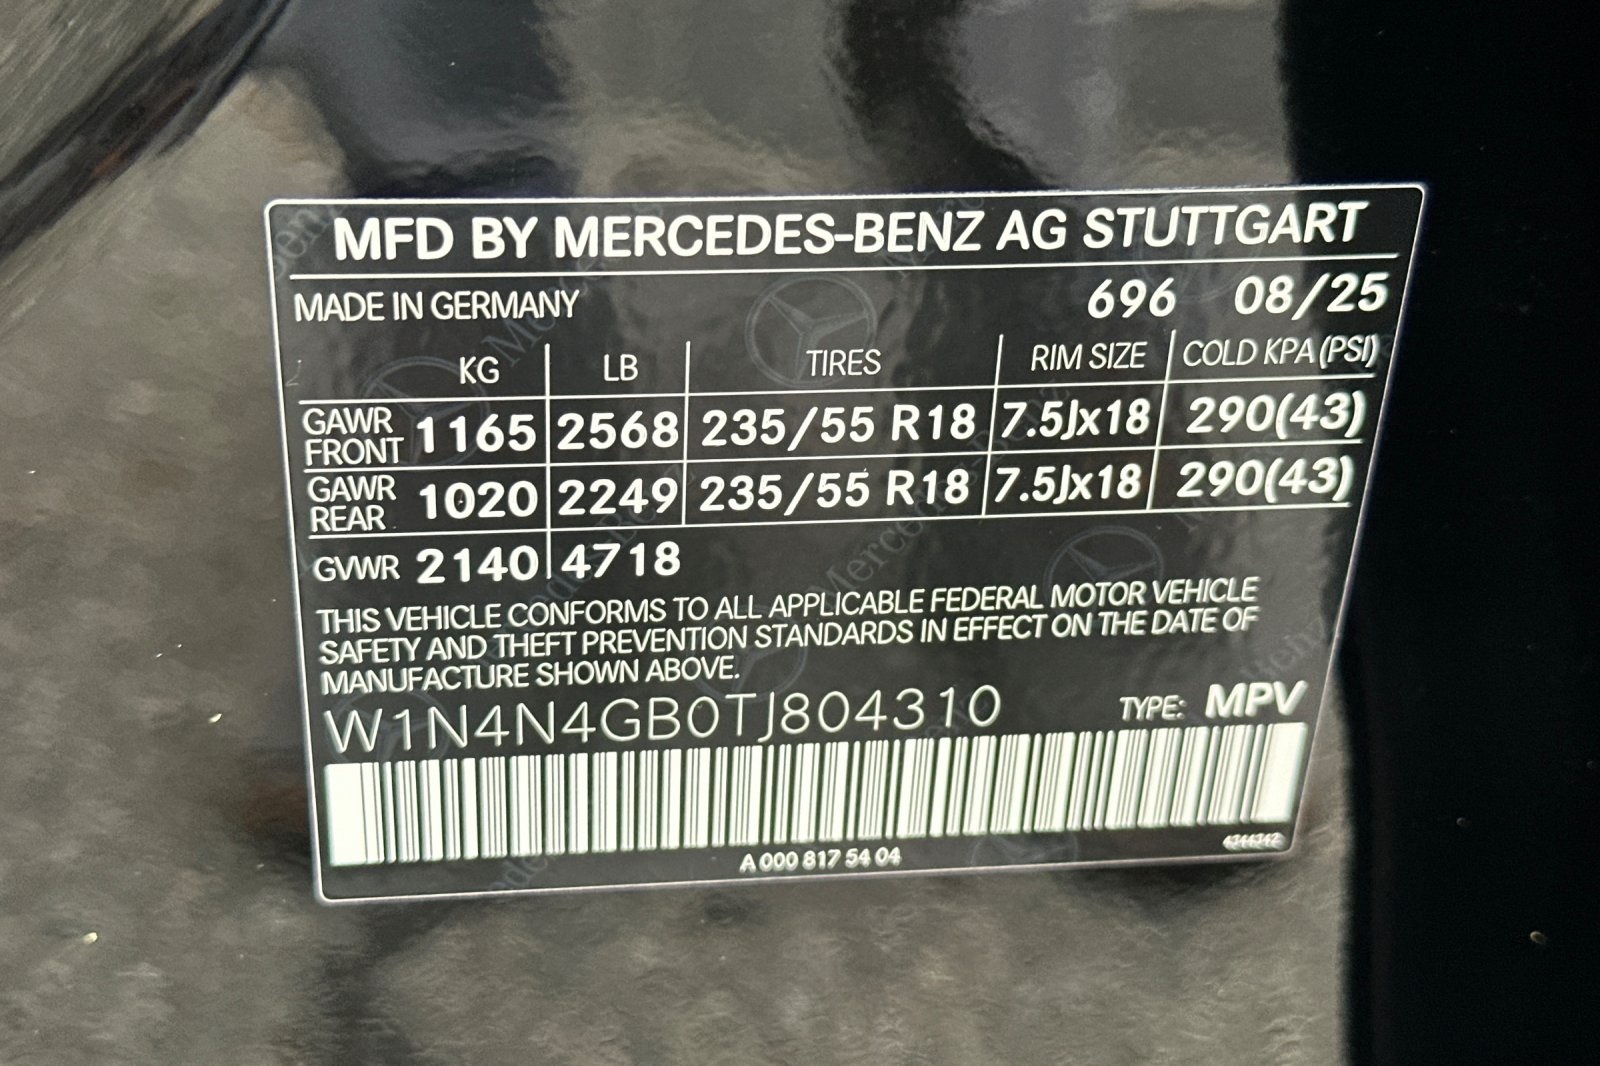 MFD BY MERCEDES-BENZ AG STUTTGART
MADE IN GERMANY 696 08/25
KG LB TIRES RIM SIZE COLD KPA (PSI)
GAWR FRONT 1165 2568 235/55 R18 7.5Jx18 290(43)
GAWR REAR 1020 2249 235/55 R18 7.5Jx18 290(43)
GVWR 2140 4718
THIS VEHICLE CONFORMS TO ALL APPLICABLE FEDERAL MOTOR VEHICLE
SAFETY AND THEFT PREVENTION STANDARDS IN EFFECT ON THE DATE OF
MANUFACTURE SHOWN ABOVE.
W1N4N4GB0TJ804310 TYPE: MPV
A 000 817 54 04